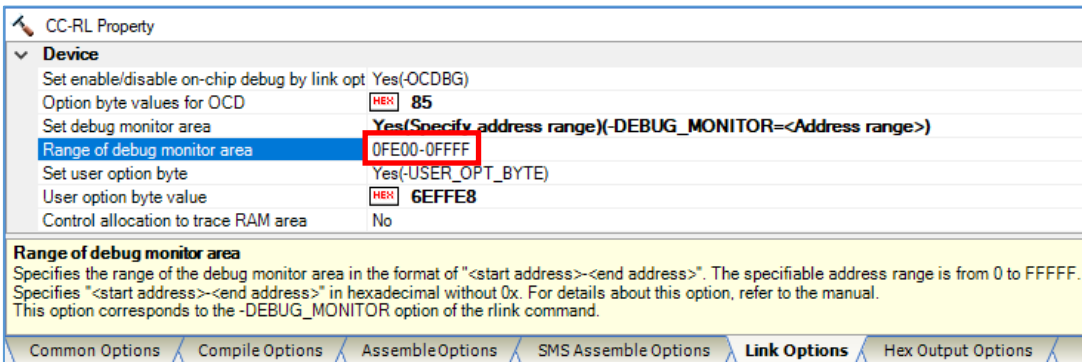 CC-RL Property
Device
Set enable/disable on-chip debug by link opt Yes(-OCDBG)
Option byte values for OCD HEX 85
Set debug monitor area Yes(Specify address range)(-DEBUG_MONITOR=<Address range>)
Range of debug monitor area 0FE00-0FFFF
Set user option byte Yes(-USER_OPT_BYTE)
User option byte value HEX 6EFFE8
Control allocation to trace RAM area No
Range of debug monitor area
Specifies the range of the debug monitor area in the format of "<start address>-<end address>". The specifiable address range is from 0 to FFFFF.
Specifies "<start address>-<end address>" in hexadecimal without 0x. For details about this option, refer to the manual.
This option corresponds to the -DEBUG_MONITOR option of the rlink command.
Common Options Compile Options Assemble Options SMS Assemble Options Link Options Hex Output Options